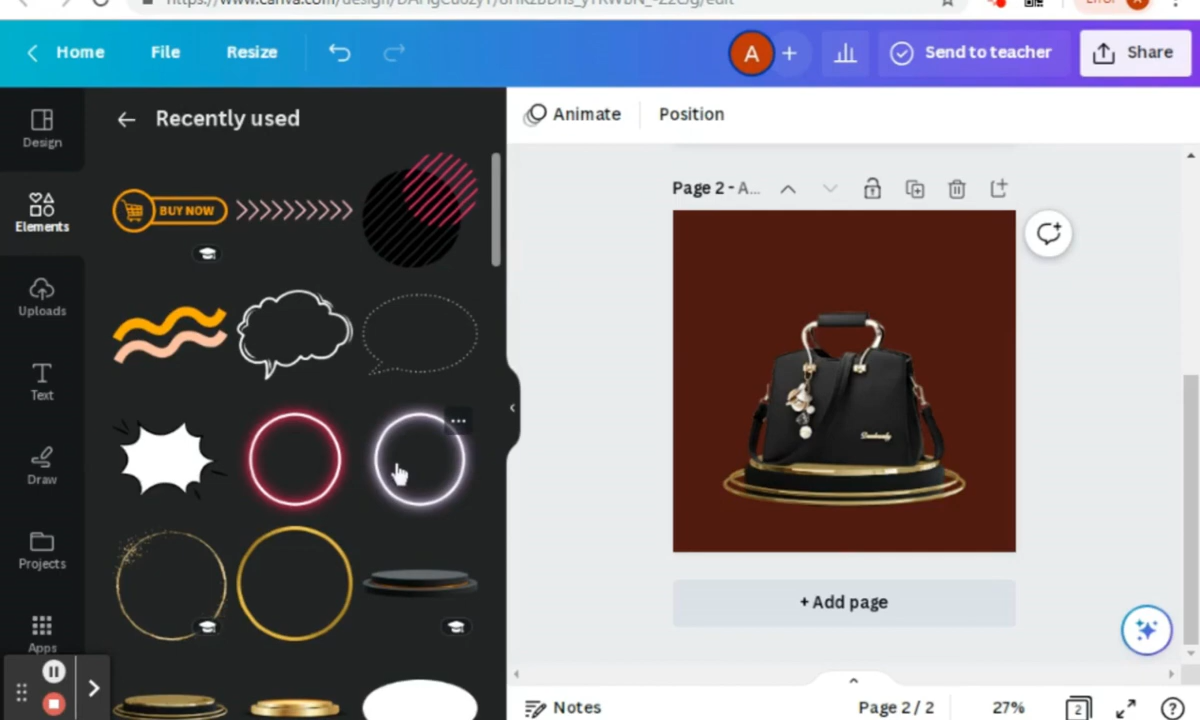 Home File Resize
A + Send to teacher Share
Design
Elements
Uploads
Text
Draw
Projects
Apps
Recently used
BUY NOW
Animate Position
Page 2 - A...
+ Add page
Notes Page 2 / 2 27% 2 ?